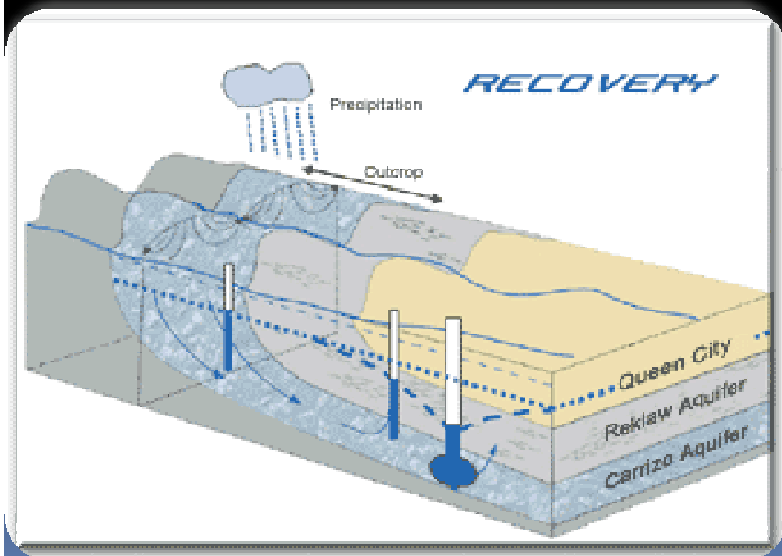 RECOVERY
Precipitation
Outcrop
Queen City
Reklaw Aquifer
Carrizo Aquifer